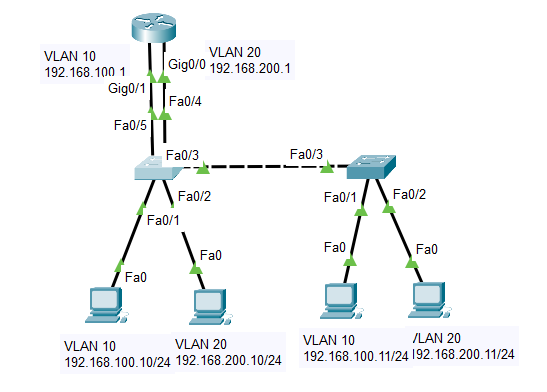 VLAN 10
192.168.100.1
VLAN 20
192.168.200.1
Gig0/0
Gig0/1
Fa0/4
Fa0/5
Fa0/3
Fa0/3
Fa0/2
Fa0/1
Fa0/1
Fa0/2
Fa0
Fa0
Fa0
Fa0
VLAN 10
192.168.100.10/24
VLAN 20
192.168.200.10/24
VLAN 10
192.168.100.11/24
/LAN 20
192.168.200.11/24